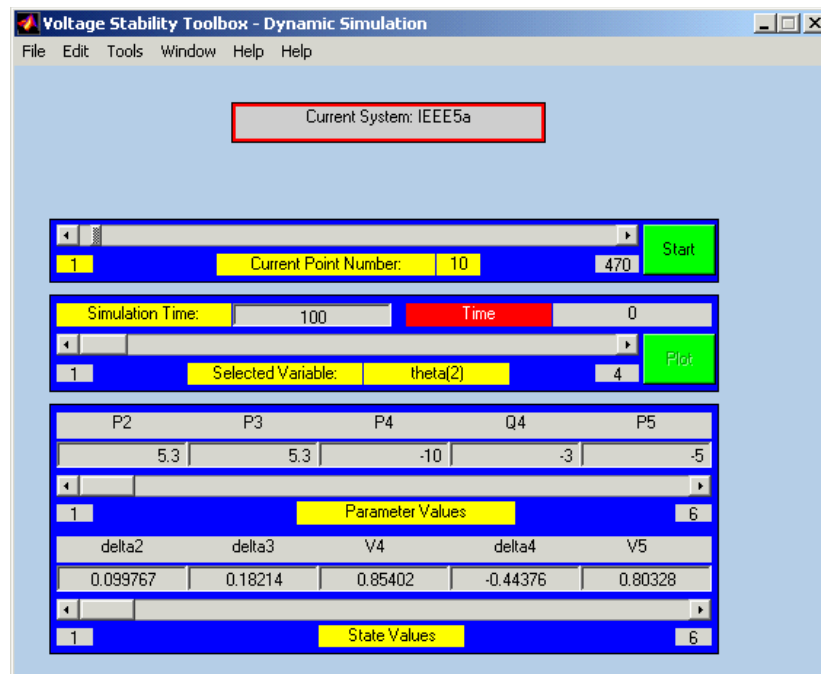 Voltage Stability Toolbox - Dynamic Simulation
File Edit Tools Window Help Help
Current System: IEEE5a
Start
1 Current Point Number: 10 470
Simulation Time: 100 Time 0
Plot
1 Selected Variable: theta(2) 4
P2 P3 P4 Q4 P5
5.3 5.3 -10 -3 -5
1 Parameter Values 6
delta2 delta3 V4 delta4 V5
0.099767 0.18214 0.85402 -0.44376 0.80328
1 State Values 6